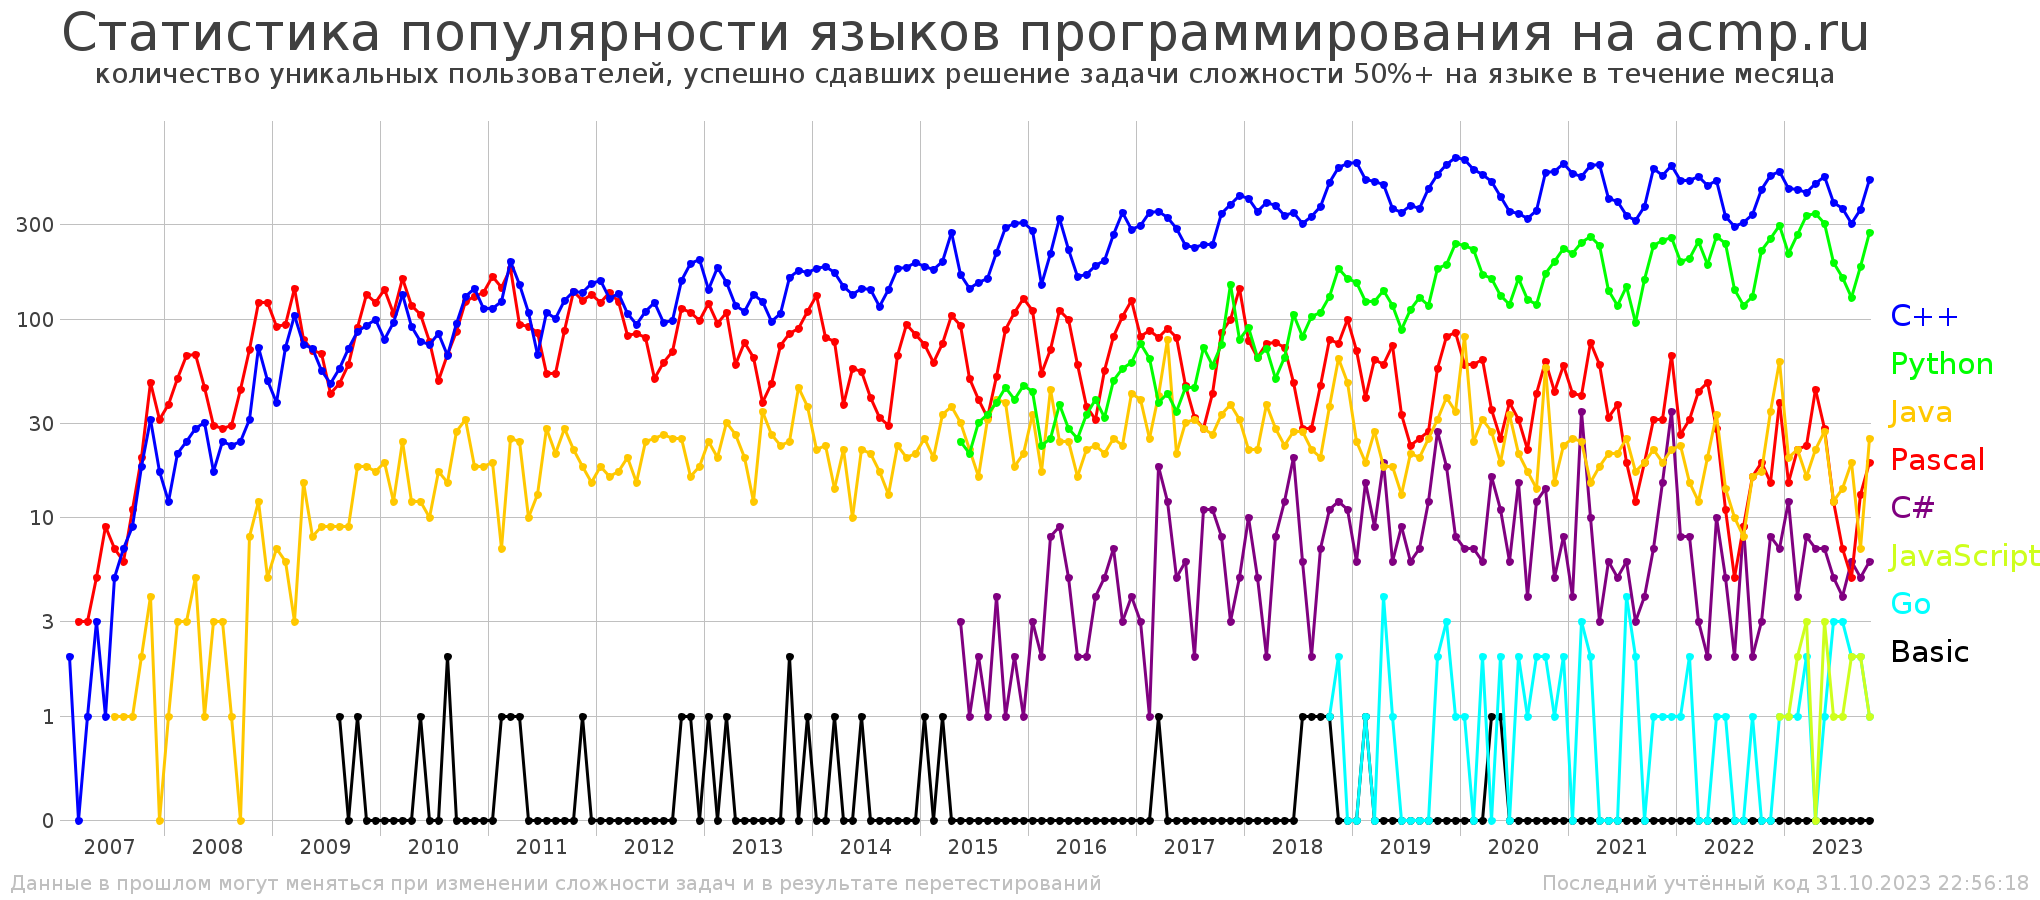 Статистика популярности языков программирования на acmp.ru
количество уникальных пользователей, успешно сдавших решение задачи сложности 50%+ на языке в течение месяца
300
100
30
10
3
1
0
C++
Python
Java
Pascal
C#
JavaScript
Go
Basic
2007 2008 2009 2010 2011 2012 2013 2014 2015 2016 2017 2018 2019 2020 2021 2022 2023
Данные в прошлом могут меняться при изменении сложности задач и в результате перетестирований
Последний учтённый код 31.10.2023 22:56:18